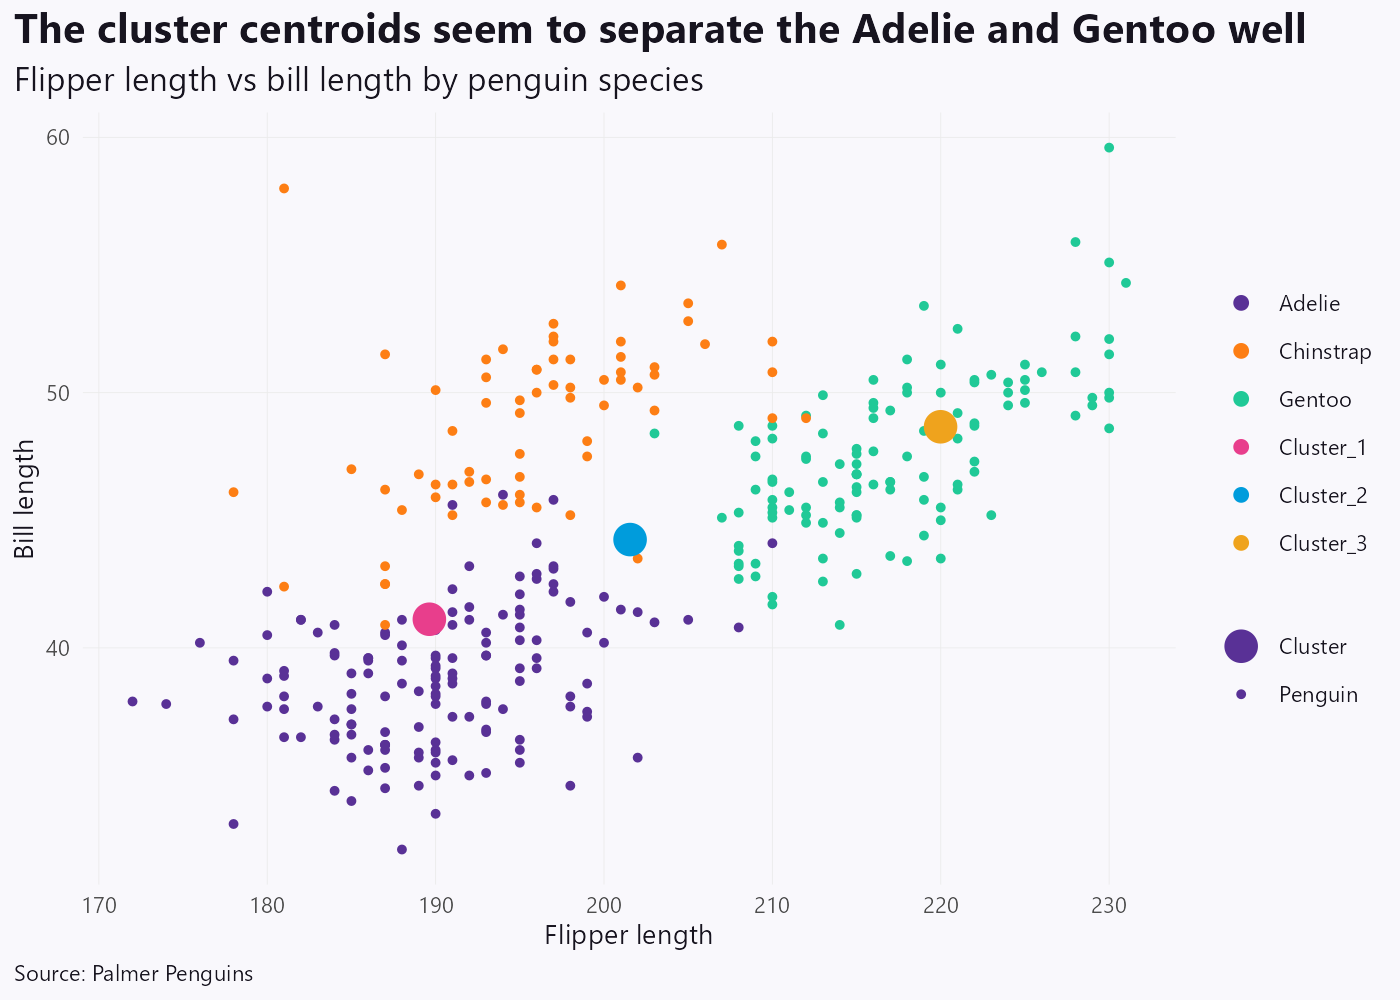 The cluster centroids seem to separate the Adelie and Gentoo well
Flipper length vs bill length by penguin species
60
50
40
Bill length
170 180 190 200 210 220 230
Flipper length
Adelie
Chinstrap
Gentoo
Cluster_1
Cluster_2
Cluster_3
Cluster
Penguin
Source: Palmer Penguins